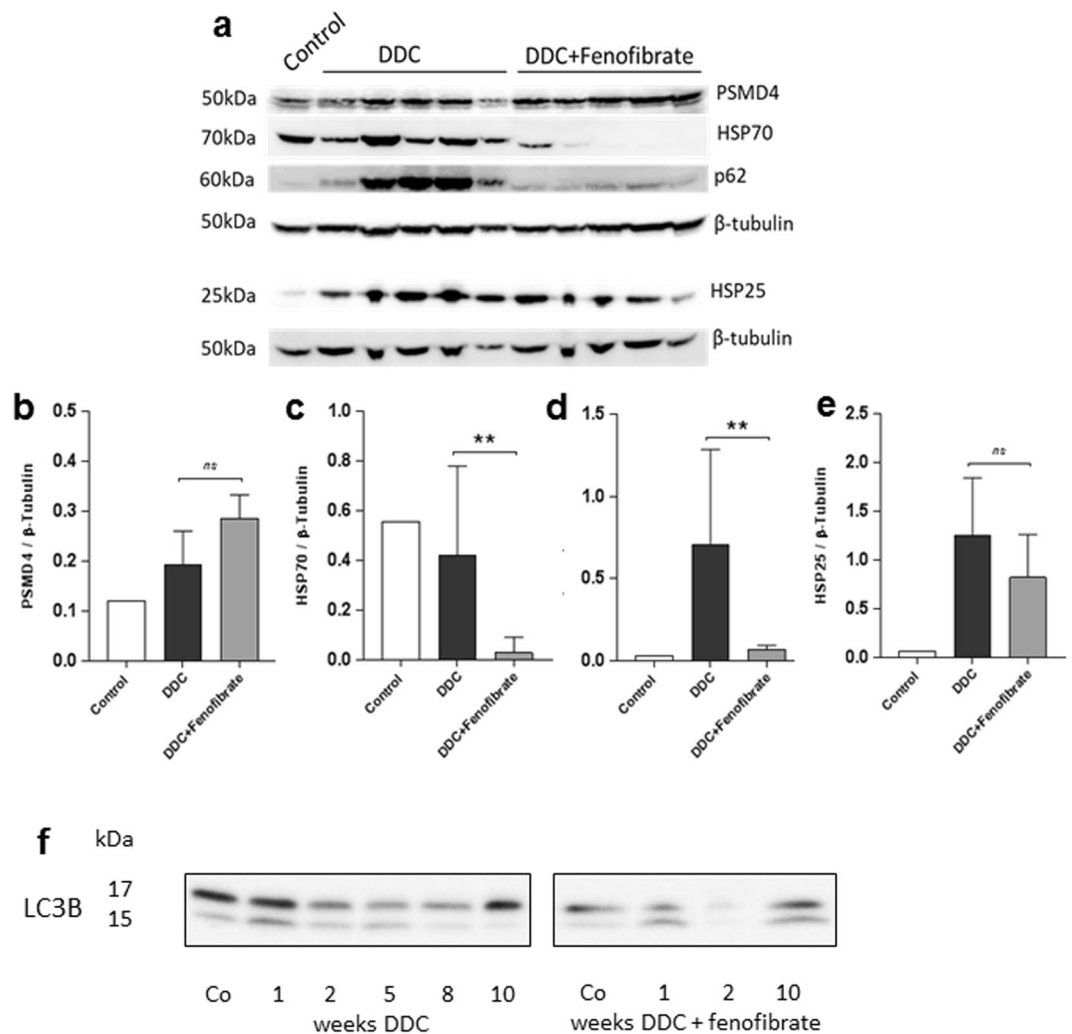 a
Control
DDC
DDC+Fenofibrate
50kDa
PSMD4
70kDa
HSP70
60kDa
p62
50kDa
β-tubulin
25kDa
HSP25
50kDa
β-tubulin
b
PSMD4 / β-Tubulin
0.5
0.4
0.3
0.2
0.1
0.0
ns
Control
DDC
DDC+Fenofibrate
c
HSP70 / β-Tubulin
1.0
0.8
0.6
0.4
0.2
0.0
**
Control
DDC
DDC+Fenofibrate
d
1.5
1.0
0.5
0.0
**
Control
DDC
DDC+Fenofibrate
e
HSP25 / β-Tubulin
2.5
2.0
1.5
1.0
0.5
0.0
ns
Control
DDC
DDC+Fenofibrate
f
kDa
LC3B
17
15
Co 1 2 5 8 10
weeks DDC
Co 1 2 10
weeks DDC + fenofibrate